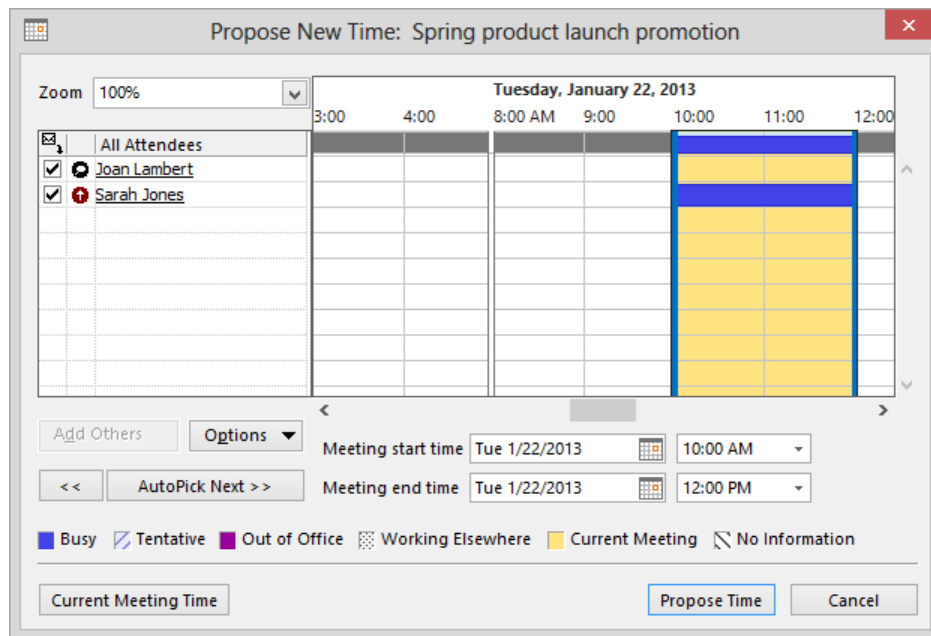 Propose New Time: Spring product launch promotion
Zoom 100%
Tuesday, January 22, 2013
3:00 4:00 8:00 AM 9:00 10:00 11:00 12:00
All Attendees
Joan Lambert
Sarah Jones
Add Others Options
Meeting start time Tue 1/22/2013 10:00 AM
<< AutoPick Next >> Meeting end time Tue 1/22/2013 12:00 PM
Busy Tentative Out of Office Working Elsewhere Current Meeting No Information
Current Meeting Time Propose Time Cancel